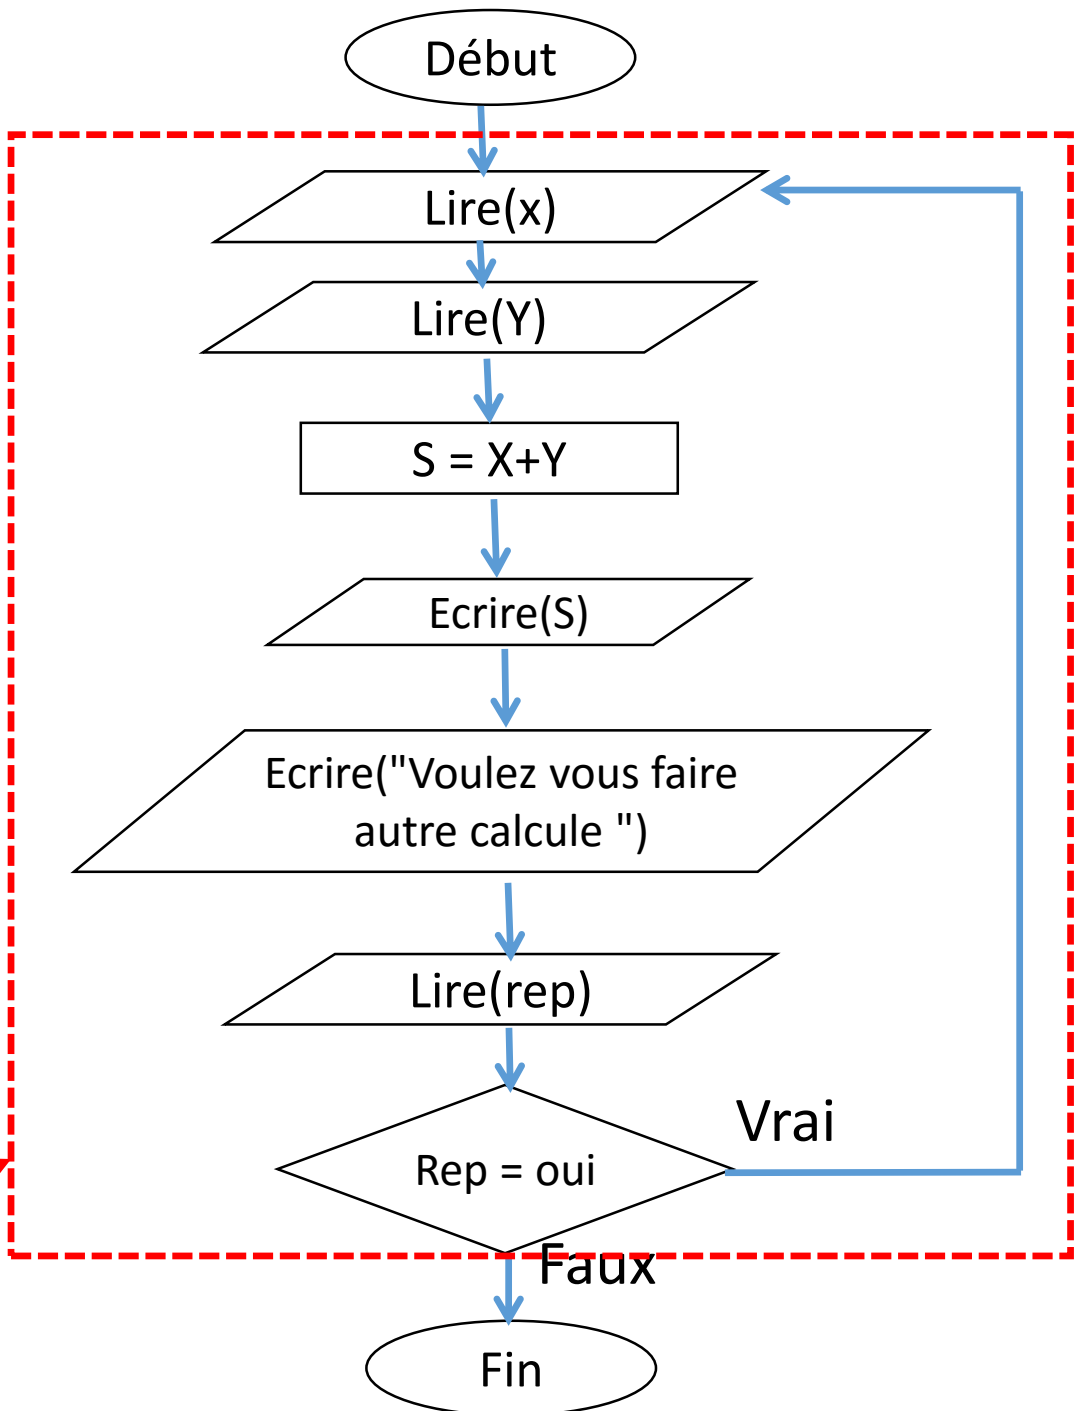 Début
Lire(x)
Lire(Y)
S = X+Y
Ecrire(S)
Ecrire("Voulez vous faire
autre calcule ")
Lire(rep)
Vrai
Rep = oui
Faux
Fin